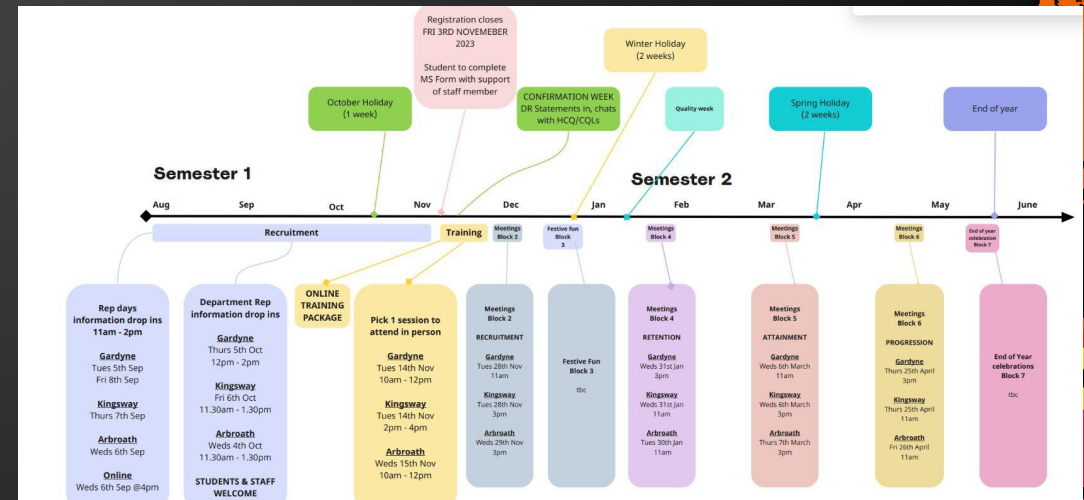 Registration closes
FRI 3RD NOVEMEBER
2023
Student to complete
MS Form with support
of staff member
Winter Holiday
(2 weeks)
October Holiday
(1 week)
CONFIRMATION WEEK
DR Statements in, chats
with HCQ/CQLs
Quality week
Spring Holiday
(2 weeks)
End of year
Semester 1
Semester 2
Aug
Sep
Oct
Nov
Dec
Jan
Feb
Mar
Apr
May
June
Recruitment
Training
Meetings
Block 2
Festive fun
Block
3
Meetings
Block 4
Meetings
Block 5
Meetings
Block 6
End of year
celebration
Block 7
Rep days
information drop ins
11am - 2pm
Gardyne
Tues 5th Sep
Fri 8th Sep
Kingsway
Thurs 7th Sep
Arbroath
Weds 6th Sep
Online
Weds 6th Sep @4pm
Department Rep
information drop ins
Gardyne
Thurs 5th Oct
12pm - 2pm
Kingsway
Fri 6th Oct
11.30am - 1.30pm
Arbroath
Weds 4th Oct
11.30am - 1.30pm
STUDENTS & STAFF
WELCOME
ONLINE
TRAINING
PACKAGE
Pick 1 session to
attend in person
Gardyne
Tues 14th Nov
10am - 12pm
Kingsway
Tues 14th Nov
2pm - 4pm
Arbroath
Weds 15th Nov
10am - 12pm
Meetings
Block 2
RECRUITMENT
Gardyne
Tues 28th Nov
11am
Kingsway
Tues 28th Nov
3pm
Arbroath
Weds 29th Nov
3pm
Festive Fun
Block 3
tbc
Meetings
Block 4
RETENTION
Gardyne
Weds 31st Jan
3pm
Kingsway
Weds 31st Jan
11am
Arbroath
Tues 30th Jan
11am
Meetings
Block 5
ATTAINMENT
Gardyne
Weds 6th March
11am
Kingsway
Weds 6th March
3pm
Arbroath
Thurs 7th March
3pm
Meetings
Block 6
PROGRESSION
Gardyne
Thurs 25th April
3pm
Kingsway
Thurs 25th April
11am
Arbroath
Fri 26th April
11am
End of Year
celebrations
Block 7
tbc